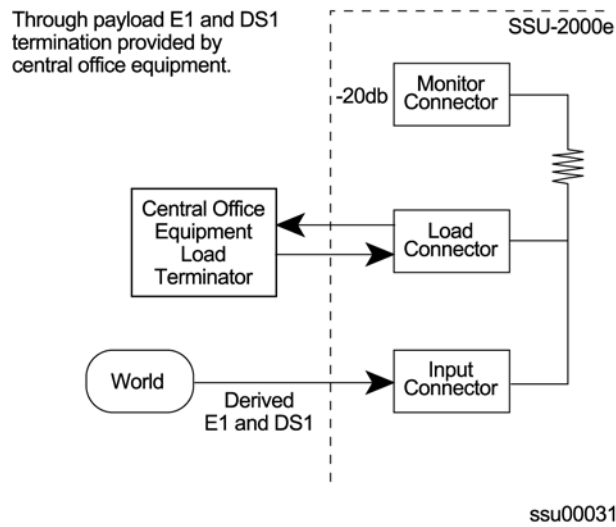 Through payload E1 and DS1
termination provided by
central office equipment.
SSU-2000e
-20db
Monitor
Connector
Central Office
Equipment
Load
Terminator
Load
Connector
World
Derived
E1 and DS1
Input
Connector
ssu00031